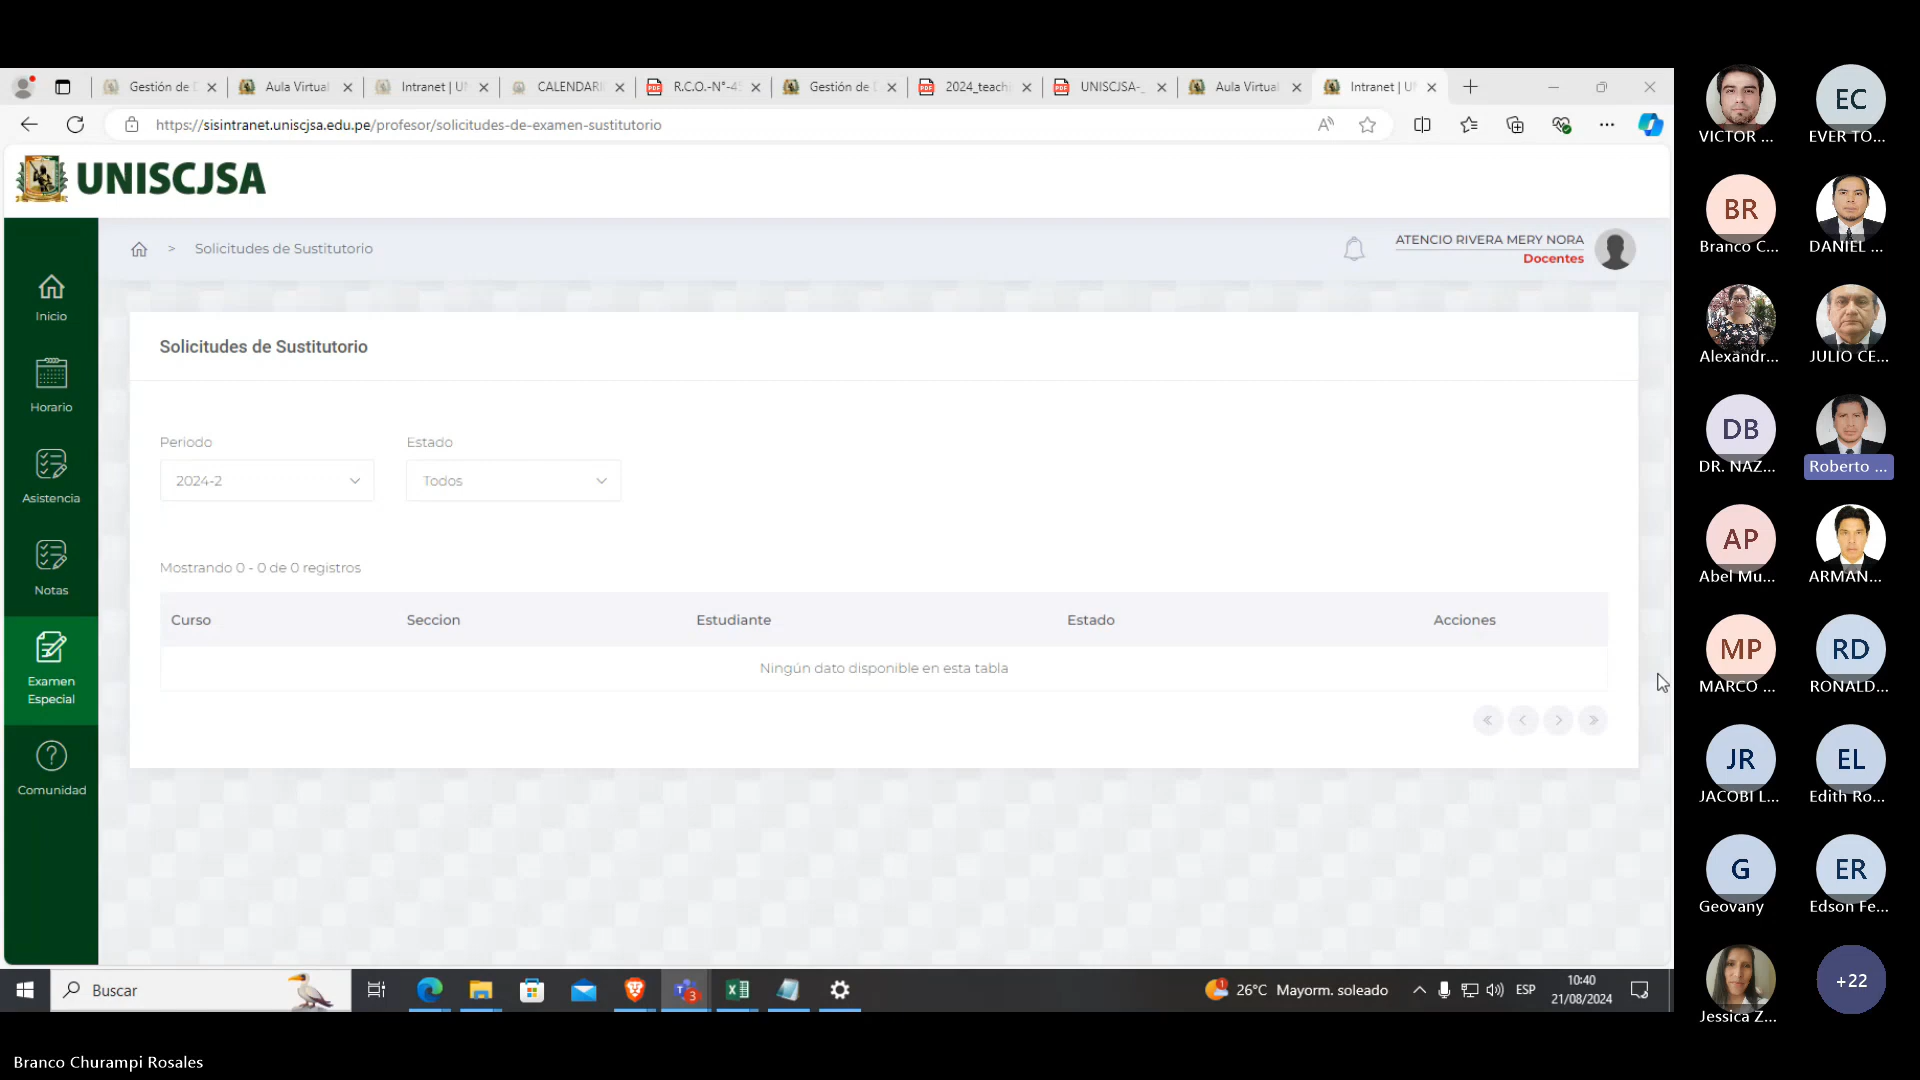 Gestión de D
Aula Virtual
Intranet | U
CALENDARI
R.C.O.-N°-4
Gestión de D
2024_teachi
UNISCJSA-_
Aula Virtual
Intranet | U
https://sisintranet.uniscjsa.edu.pe/profesor/solicitudes-de-examen-sustitutorio
UNISCJSA
> Solicitudes de Sustitutorio
ATENCIO RIVERA MERY NORA
Docentes
Inicio
Horario
Asistencia
Notas
Examen
Especial
Comunidad
Solicitudes de Sustitutorio
Periodo
Estado
2024-2
Todos
Mostrando 0 - 0 de 0 registros
Curso Seccion Estudiante Estado Acciones
Ningún dato disponible en esta tabla
VICTOR ...
EC
EVER TO...
BR
Branco C...
DANIEL ...
Alexandr...
JULIO CE...
DB
DR. NAZ...
Roberto ...
AP
Abel Mu...
ARMAN...
MP
MARCO ...
RD
RONALD...
JR
JACOBI L...
EL
Edith Ro...
G
Geovany
ER
Edson Fe...
Jessica Z...
+22
Buscar
3
1
26°C Mayorm. soleado
ESP
10:40
21/08/2024
Branco Churampi Rosales